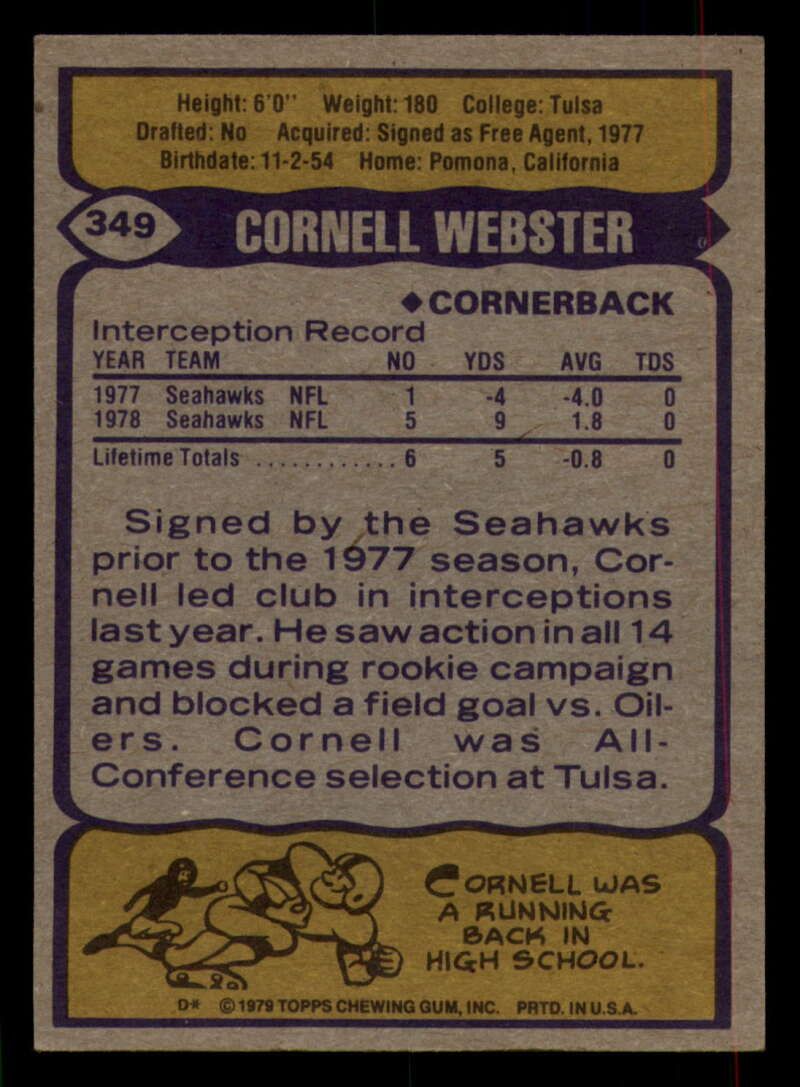 Height: 6'0" Weight: 180 College: Tulsa
Drafted: No Acquired: Signed as Free Agent, 1977
Birthdate: 11-2-54 Home: Pomona, California
349 CORNELL WEBSTER
◆CORNERBACK
Interception Record
YEAR TEAM NO YDS AVG TDS
1977 Seahawks NFL 1 -4 -4.0 0
1978 Seahawks NFL 5 9 1.8 0
Lifetime Totals ............ 6 5 -0.8 0
Signed by the Seahawks
prior to the 1977 season, Cor-
nell led club in interceptions
last year. He saw action in all 14
games during rookie campaign
and blocked a field goal vs. Oil-
ers. Cornell was All-
Conference selection at Tulsa.
CORNELL WAS
A RUNNING
BACK IN
HIGH SCHOOL.
D* ©1979 TOPPS CHEWING GUM, INC. PRTD. IN U.S.A.